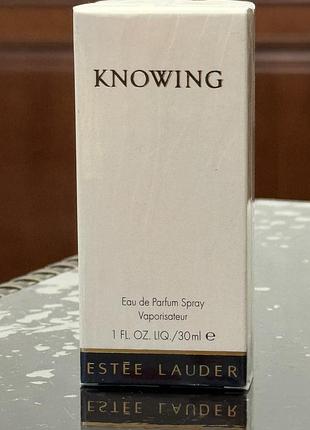 KNOWING
Eau de Parfum Spray
Vaporisateur
1 FL. OZ. LIQ./30ml ℮
ESTĒE LAUDER